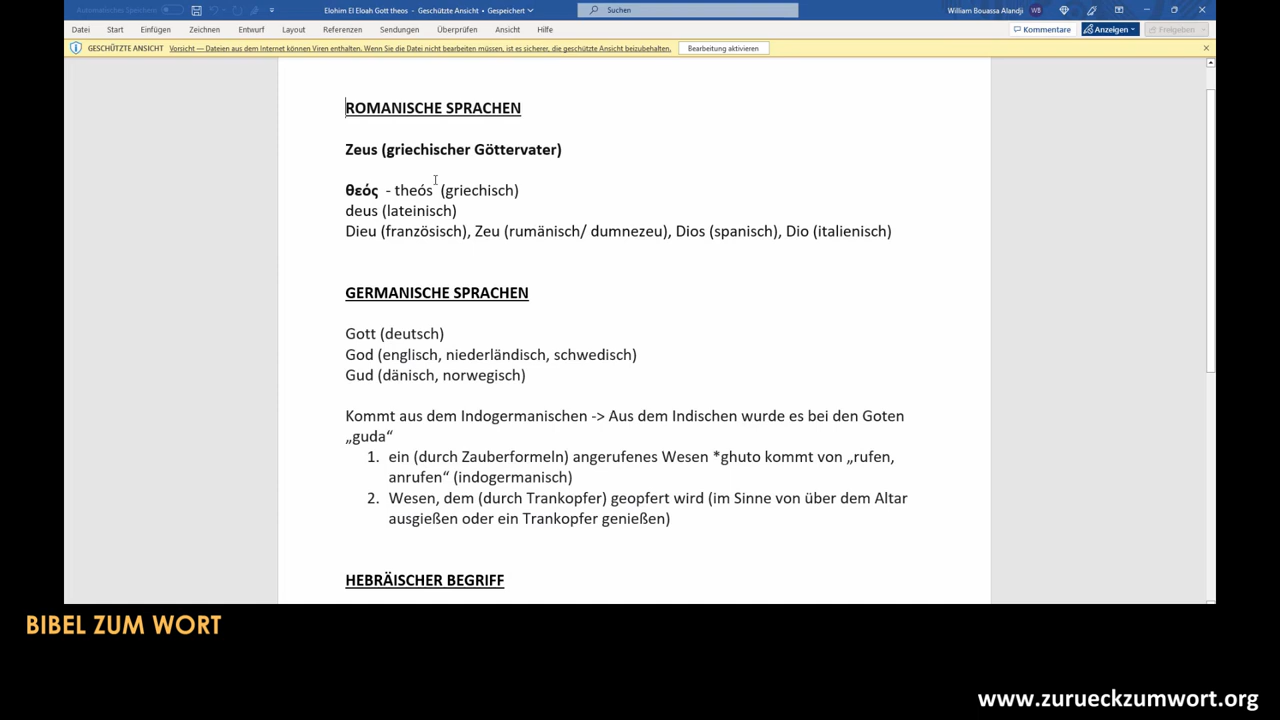 Automatisches Speichern
Elohim El Eloah Gott theos - Geschützte Ansicht • Gespeichert
Suchen
William Bouassa Alandji WB
Datei Start Einfügen Zeichnen Entwurf Layout Referenzen Sendungen Überprüfen Ansicht Hilfe
Kommentare Anzeigen Freigeben
GESCHÜTZTE ANSICHT Vorsicht — Dateien aus dem Internet können Viren enthalten. Wenn Sie die Datei nicht bearbeiten müssen, ist es sicherer, die geschützte Ansicht beizubehalten. Bearbeitung aktivieren
ROMANISCHE SPRACHEN
Zeus (griechischer Göttervater)
θεός - theós (griechisch)
deus (lateinisch)
Dieu (französisch), Zeu (rumänisch/ dumnezeu), Dios (spanisch), Dio (italienisch)
GERMANISCHE SPRACHEN
Gott (deutsch)
God (englisch, niederländisch, schwedisch)
Gud (dänisch, norwegisch)
Kommt aus dem Indogermanischen -> Aus dem Indischen wurde es bei den Goten
„guda“
1. ein (durch Zauberformeln) angerufenes Wesen *ghuto kommt von „rufen,
anrufen“ (indogermanisch)
2. Wesen, dem (durch Trankopfer) geopfert wird (im Sinne von über dem Altar
ausgießen oder ein Trankopfer genießen)
HEBRÄISCHER BEGRIFF
BIBEL ZUM WORT
www.zurueckzumwort.org